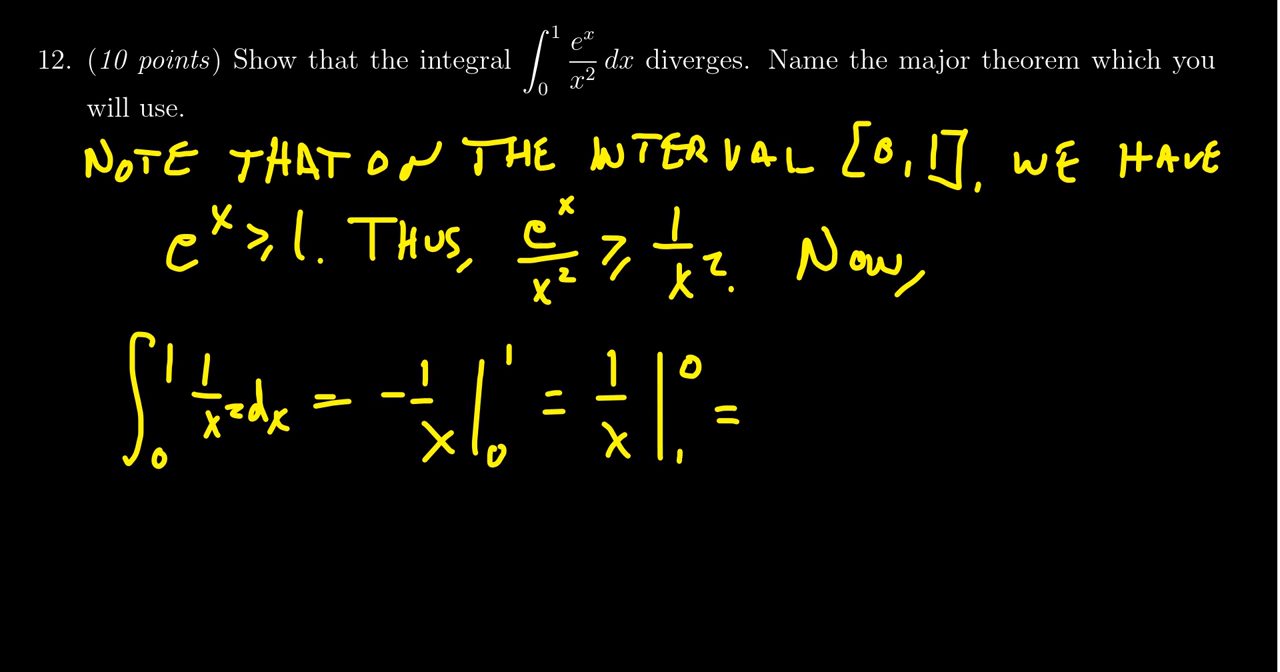 12. (10 points) Show that the integral ∫₀¹ eˣ/x² dx diverges. Name the major theorem which you
will use.
NOTE THAT ON THE INTERVAL [0,1], WE HAVE
eˣ ≥ 1. THUS, eˣ/x² ≥ 1/x². NOW,
∫₀¹ 1/x² dx = -1/x |₀¹ = 1/x |₁⁰ =